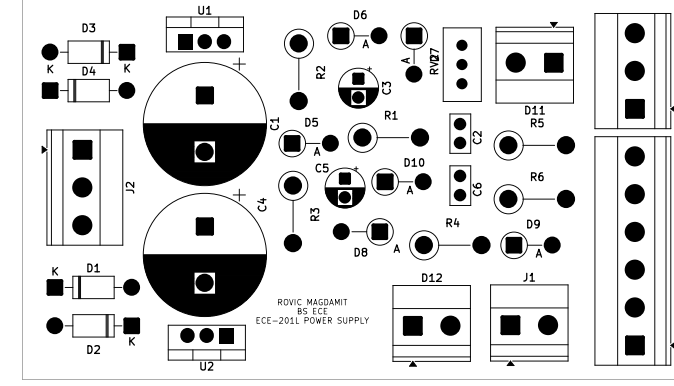 U1
D6
D3
K
K
D4
R2
A
A
C3
D11
C1
D5
R1
A
C2
R5
J2
C5
D10
A
C6
R6
C4
R3
D8
A
R4
D9
A
K
D1
D12
J1
D2
K
U2
ROVIC MAGDAMIT
BS ECE
ECE-201L POWER SUPPLY